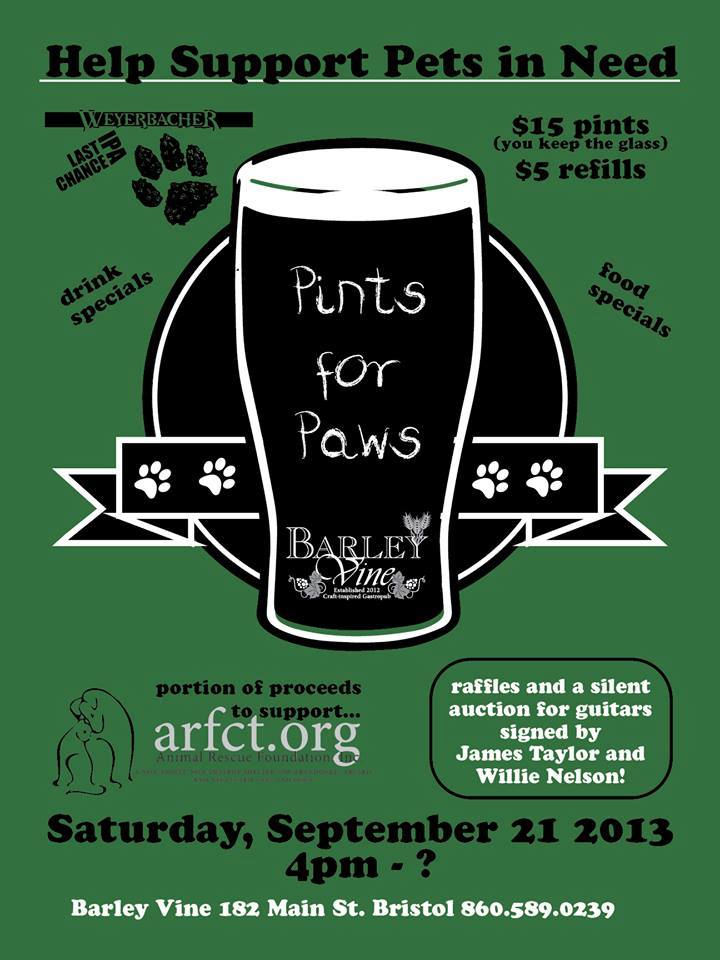 Help Support Pets in Need
WEYERBACHER
LAST CHANCE IPA
$15 pints
(you keep the glass)
$5 refills
drink
specials
food
specials
Pints
for
Paws
BARLEY
Vine
Established 2012
Craft-inspired Gastropub
portion of proceeds
to support...
arfct.org
Animal Rescue Foundation, Inc
raffles and a silent
auction for guitars
signed by
James Taylor and
Willie Nelson!
Saturday, September 21 2013
4pm - ?
Barley Vine 182 Main St. Bristol 860.589.0239